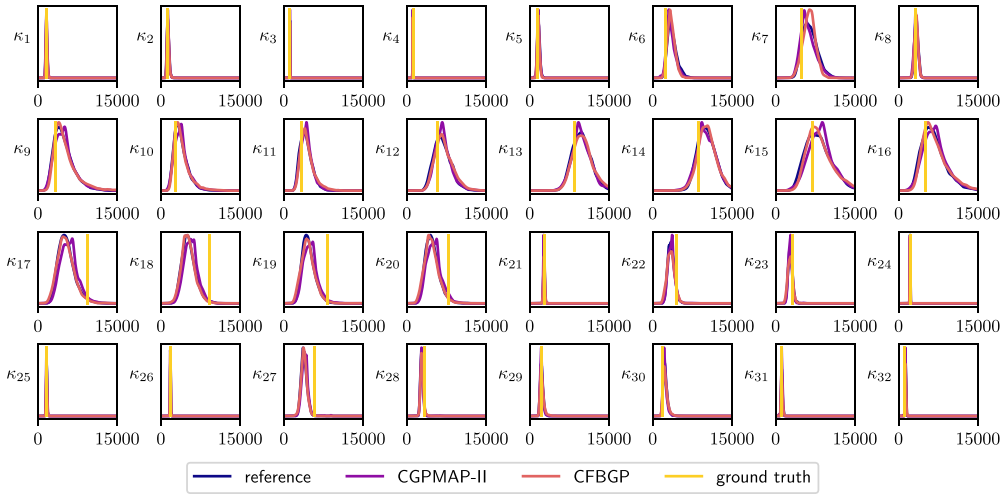 κ1 κ2 κ3 κ4 κ5 κ6 κ7 κ8
0 15000 0 15000 0 15000 0 15000 0 15000 0 15000 0 15000 0 15000
κ9 κ10 κ11 κ12 κ13 κ14 κ15 κ16
0 15000 0 15000 0 15000 0 15000 0 15000 0 15000 0 15000 0 15000
κ17 κ18 κ19 κ20 κ21 κ22 κ23 κ24
0 15000 0 15000 0 15000 0 15000 0 15000 0 15000 0 15000 0 15000
κ25 κ26 κ27 κ28 κ29 κ30 κ31 κ32
0 15000 0 15000 0 15000 0 15000 0 15000 0 15000 0 15000 0 15000
reference CGPMAP-II CFBGP ground truth